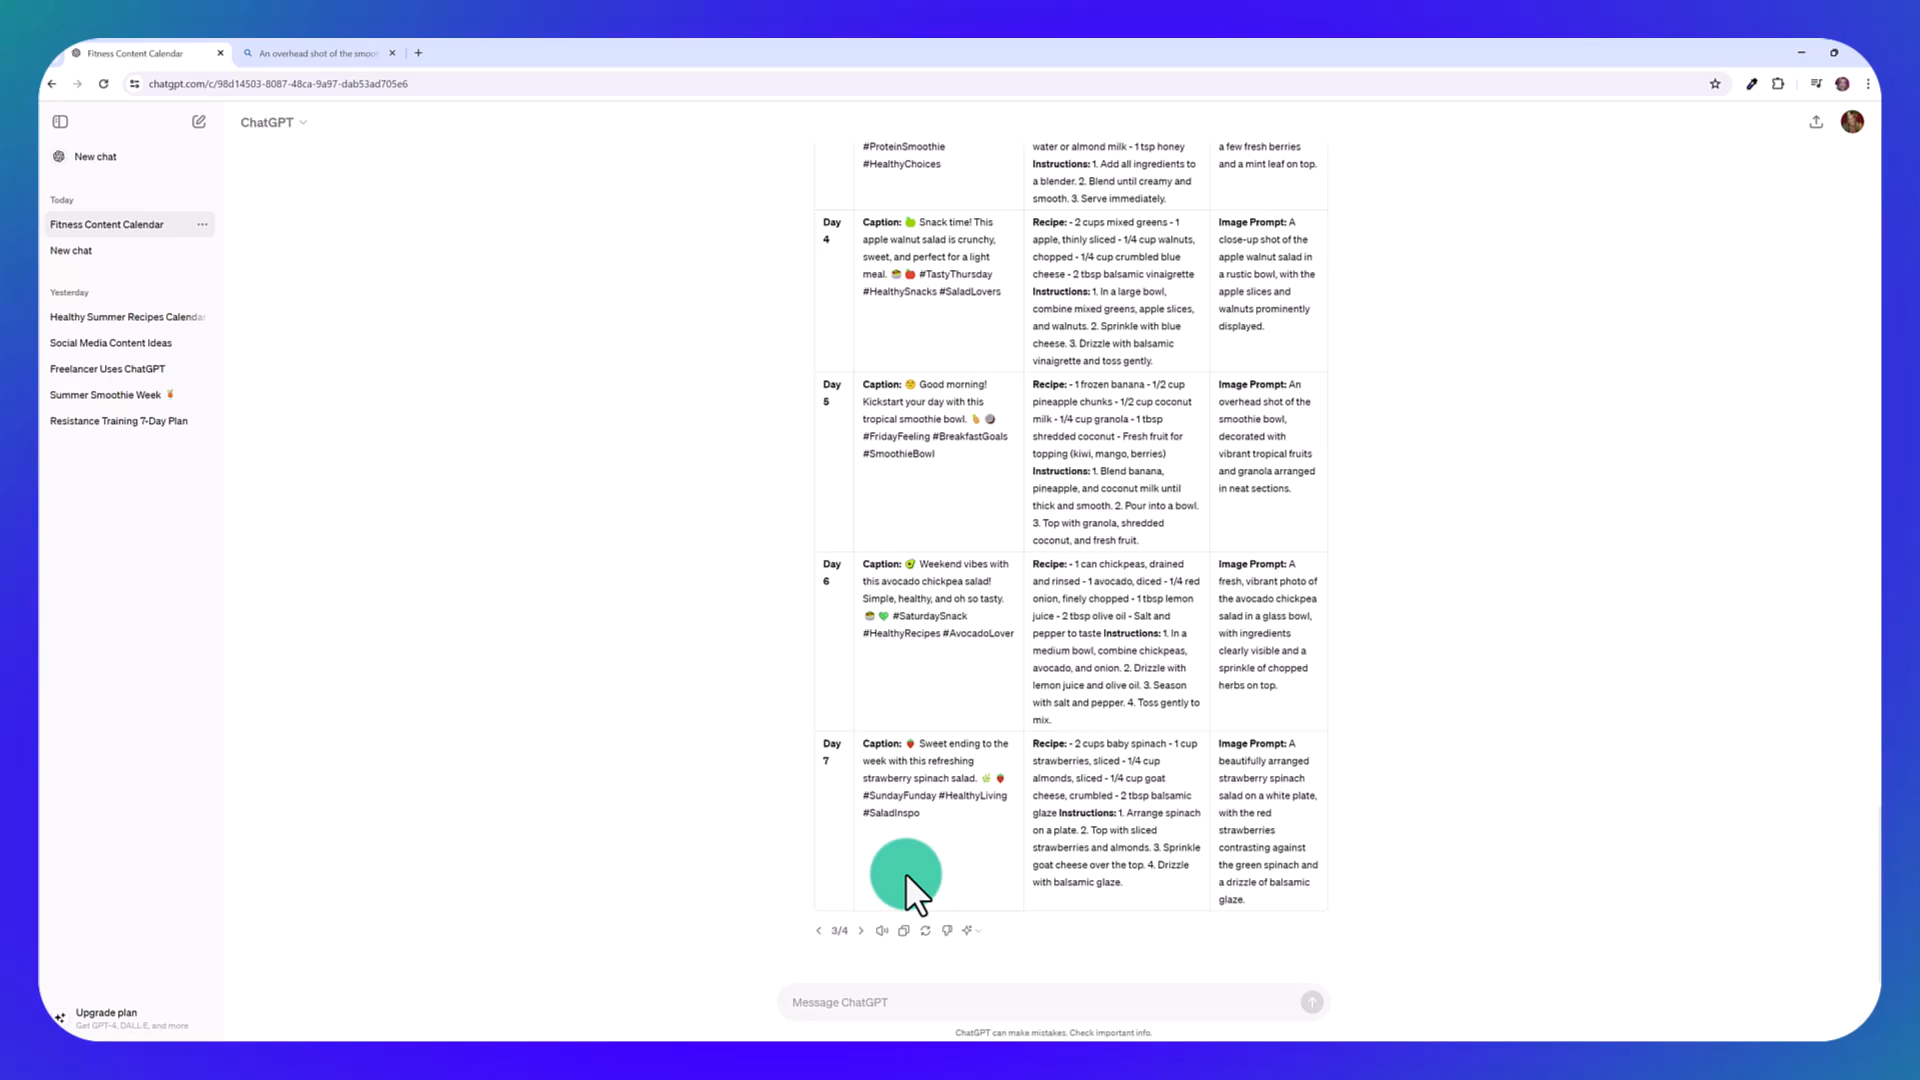 Fitness Content Calendar
An overhead shot of the smoo
chatgpt.com/c/98d14503-8087-48ca-9a97-dab53ad705e6
ChatGPT
New chat
Today
Fitness Content Calendar
New chat
Yesterday
Healthy Summer Recipes Calendar
Social Media Content Ideas
Freelancer Uses ChatGPT
Summer Smoothie Week
Resistance Training 7-Day Plan
Upgrade plan
Get GPT-4, DALL·E, and more
#ProteinSmoothie
#HealthyChoices
water or almond milk - 1 tsp honey
Instructions: 1. Add all ingredients to
a blender. 2. Blend until creamy and
smooth. 3. Serve immediately.
a few fresh berries
and a mint leaf on top.
Day
4
Caption: 🍏 Snack time! This
apple walnut salad is crunchy,
sweet, and perfect for a light
meal. 🥗 🍎 #TastyThursday
#HealthySnacks #SaladLovers
Recipe: - 2 cups mixed greens - 1
apple, thinly sliced - 1/4 cup walnuts,
chopped - 1/4 cup crumbled blue
cheese - 2 tbsp balsamic vinaigrette
Instructions: 1. In a large bowl,
combine mixed greens, apple slices,
and walnuts. 2. Sprinkle with blue
cheese. 3. Drizzle with balsamic
vinaigrette and toss gently.
Image Prompt: A
close-up shot of the
apple walnut salad in
a rustic bowl, with the
apple slices and
walnuts prominently
displayed.
Day
5
Caption: 🌞 Good morning!
Kickstart your day with this
tropical smoothie bowl. 🍌 🥥
#FridayFeeling #BreakfastGoals
#SmoothieBowl
Recipe: - 1 frozen banana - 1/2 cup
pineapple chunks - 1/2 cup coconut
milk - 1/4 cup granola - 1 tbsp
shredded coconut - Fresh fruit for
topping (kiwi, mango, berries)
Instructions: 1. Blend banana,
pineapple, and coconut milk until
thick and smooth. 2. Pour into a bowl.
3. Top with granola, shredded
coconut, and fresh fruit.
Image Prompt: An
overhead shot of the
smoothie bowl,
decorated with
vibrant tropical fruits
and granola arranged
in neat sections.
Day
6
Caption: 🥑 Weekend vibes with
this avocado chickpea salad!
Simple, healthy, and oh so tasty.
🥗 💚 #SaturdaySnack
#HealthyRecipes #AvocadoLover
Recipe: - 1 can chickpeas, drained
and rinsed - 1 avocado, diced - 1/4 red
onion, finely chopped - 1 tbsp lemon
juice - 2 tbsp olive oil - Salt and
pepper to taste Instructions: 1. In a
medium bowl, combine chickpeas,
avocado, and onion. 2. Drizzle with
lemon juice and olive oil. 3. Season
with salt and pepper. 4. Toss gently to
mix.
Image Prompt: A
fresh, vibrant photo of
the avocado chickpea
salad in a glass bowl,
with ingredients
clearly visible and a
sprinkle of chopped
herbs on top.
Day
7
Caption: 🍓 Sweet ending to the
week with this refreshing
strawberry spinach salad. 🌿 🍓
#SundayFunday #HealthyLiving
#SaladInspo
Recipe: - 2 cups baby spinach - 1 cup
strawberries, sliced - 1/4 cup
almonds, sliced - 1/4 cup goat
cheese, crumbled - 2 tbsp balsamic
glaze Instructions: 1. Arrange spinach
on a plate. 2. Top with sliced
strawberries and almonds. 3. Sprinkle
goat cheese over the top. 4. Drizzle
with balsamic glaze.
Image Prompt: A
beautifully arranged
strawberry spinach
salad on a white plate,
with the red
strawberries
contrasting against
the green spinach and
a drizzle of balsamic
glaze.
3/4
Message ChatGPT
ChatGPT can make mistakes. Check important info.